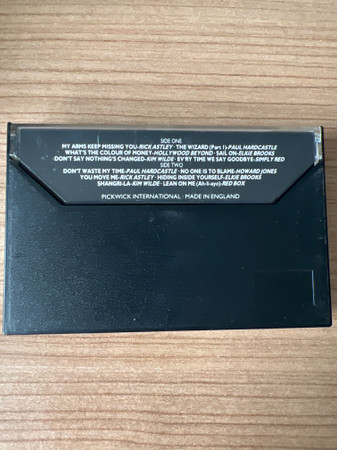 SIDE ONE
MY ARMS KEEP MISSING YOU-RICK ASTLEY · THE WIZARD (Part 1)-PAUL HARDCASTLE
WHAT'S THE COLOUR OF MONEY-HOLLYWOOD BEYOND · SAIL ON-ELKIE BROOKS
DON'T SAY NOTHING'S CHANGED-KIM WILDE · EV'RY TIME WE SAY GOODBYE-SIMPLY RED
SIDE TWO
DON'T WASTE MY TIME-PAUL HARDCASTLE · NO ONE IS TO BLAME-HOWARD JONES
YOU MOVE ME-RICK ASTLEY · HIDING INSIDE YOURSELF-ELKIE BROOKS
SHANGRI-LA-KIM WILDE · LEAN ON ME (Ah-li-ayo)-RED BOX
PICKWICK INTERNATIONAL · MADE IN ENGLAND